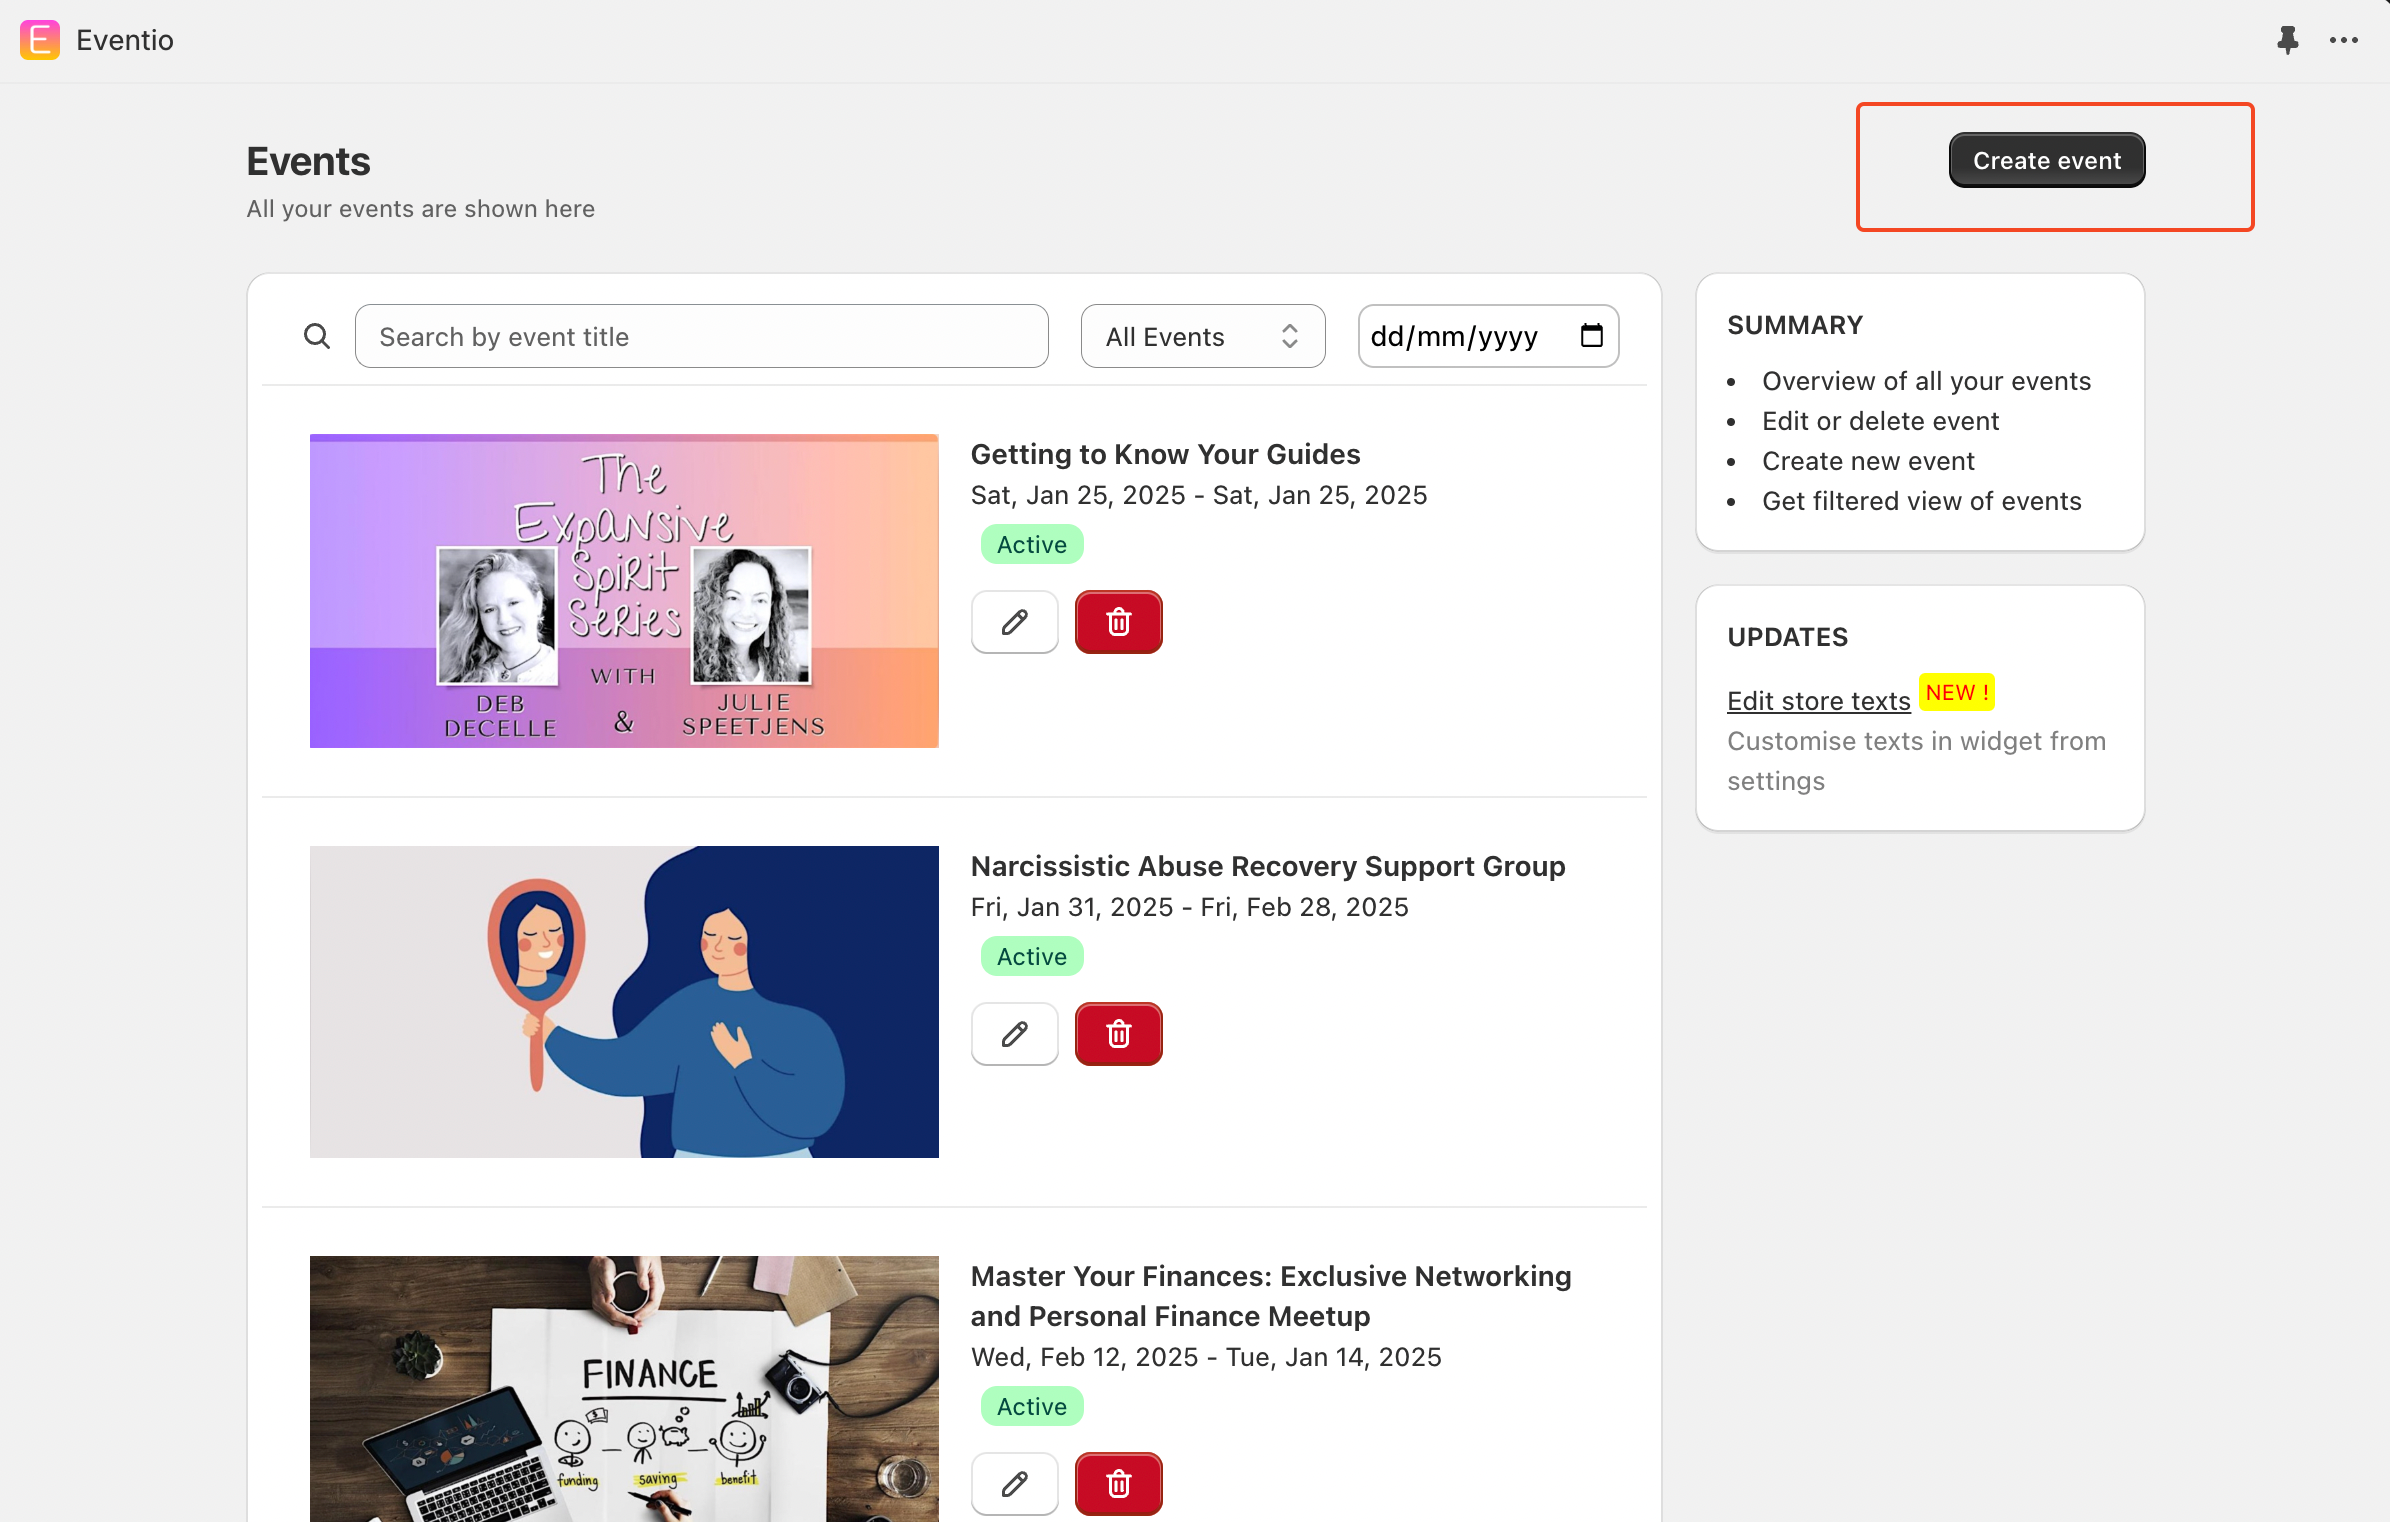 E Eventio
Events
All your events are shown here
Create event
Search by event title
All Events
dd/mm/yyyy
The
Expansive
Spirit
Series
WITH
&
DEB
DECELLE
JULIE
SPEETJENS
Getting to Know Your Guides
Sat, Jan 25, 2025 - Sat, Jan 25, 2025
Active
Narcissistic Abuse Recovery Support Group
Fri, Jan 31, 2025 - Fri, Feb 28, 2025
Active
FINANCE
funding
saving
benefit
Master Your Finances: Exclusive Networking
and Personal Finance Meetup
Wed, Feb 12, 2025 - Tue, Jan 14, 2025
Active
SUMMARY
• Overview of all your events
• Edit or delete event
• Create new event
• Get filtered view of events
UPDATES
Edit store texts NEW !
Customise texts in widget from
settings